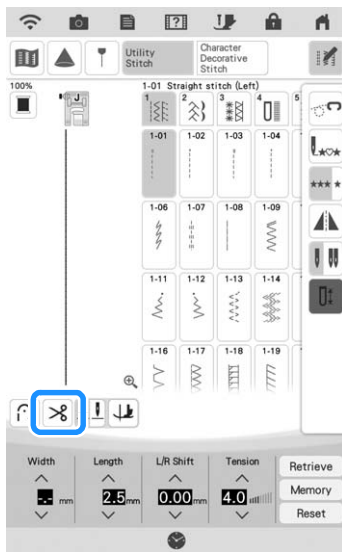 ?
Utility Stitch
Character Decorative Stitch
100%
1-01 Straight stitch (Left)
J
1 2 3 4 5
1-01 1-02 1-03 1-04
1-06 1-07 1-08 1-09
1-11 1-12 1-13 1-14
1-16 1-17 1-18 1-19
Width Length L/R Shift Tension
-.- mm 2.5 mm 0.00 mm 4.0
Retrieve
Memory
Reset